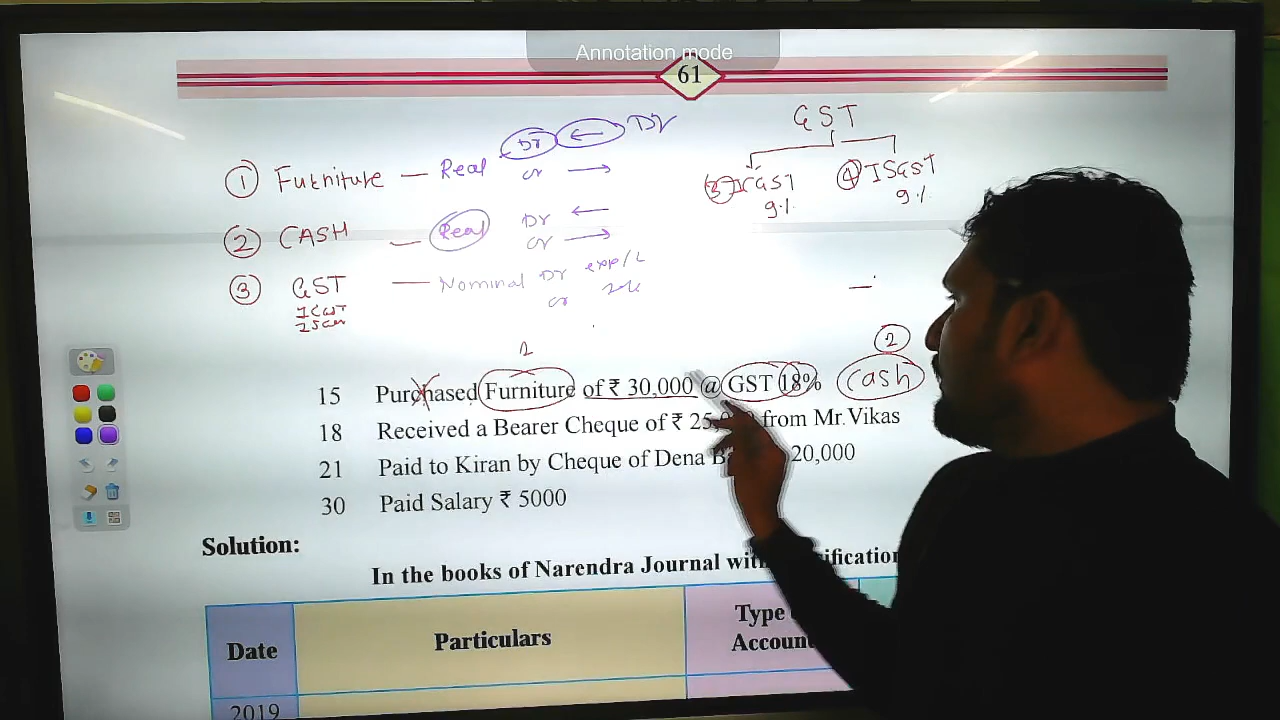 Annotation mode
61
GST
① Furniture — Real Dr ← Dr
cr →
③ ICGST ④ ISGST
9% 9%
② CASH — Real Dr ←
cr →
③ GST — Nominal Dr exp/L
cr
2
2
15 Purchased Furniture of ₹ 30,000 @ GST 18% cash
18 Received a Bearer Cheque of ₹ 25, from Mr.Vikas
21 Paid to Kiran by Cheque of Dena 20,000
30 Paid Salary ₹ 5000
Solution:
In the books of Narendra Journal
Date Particulars Type
Account
2019